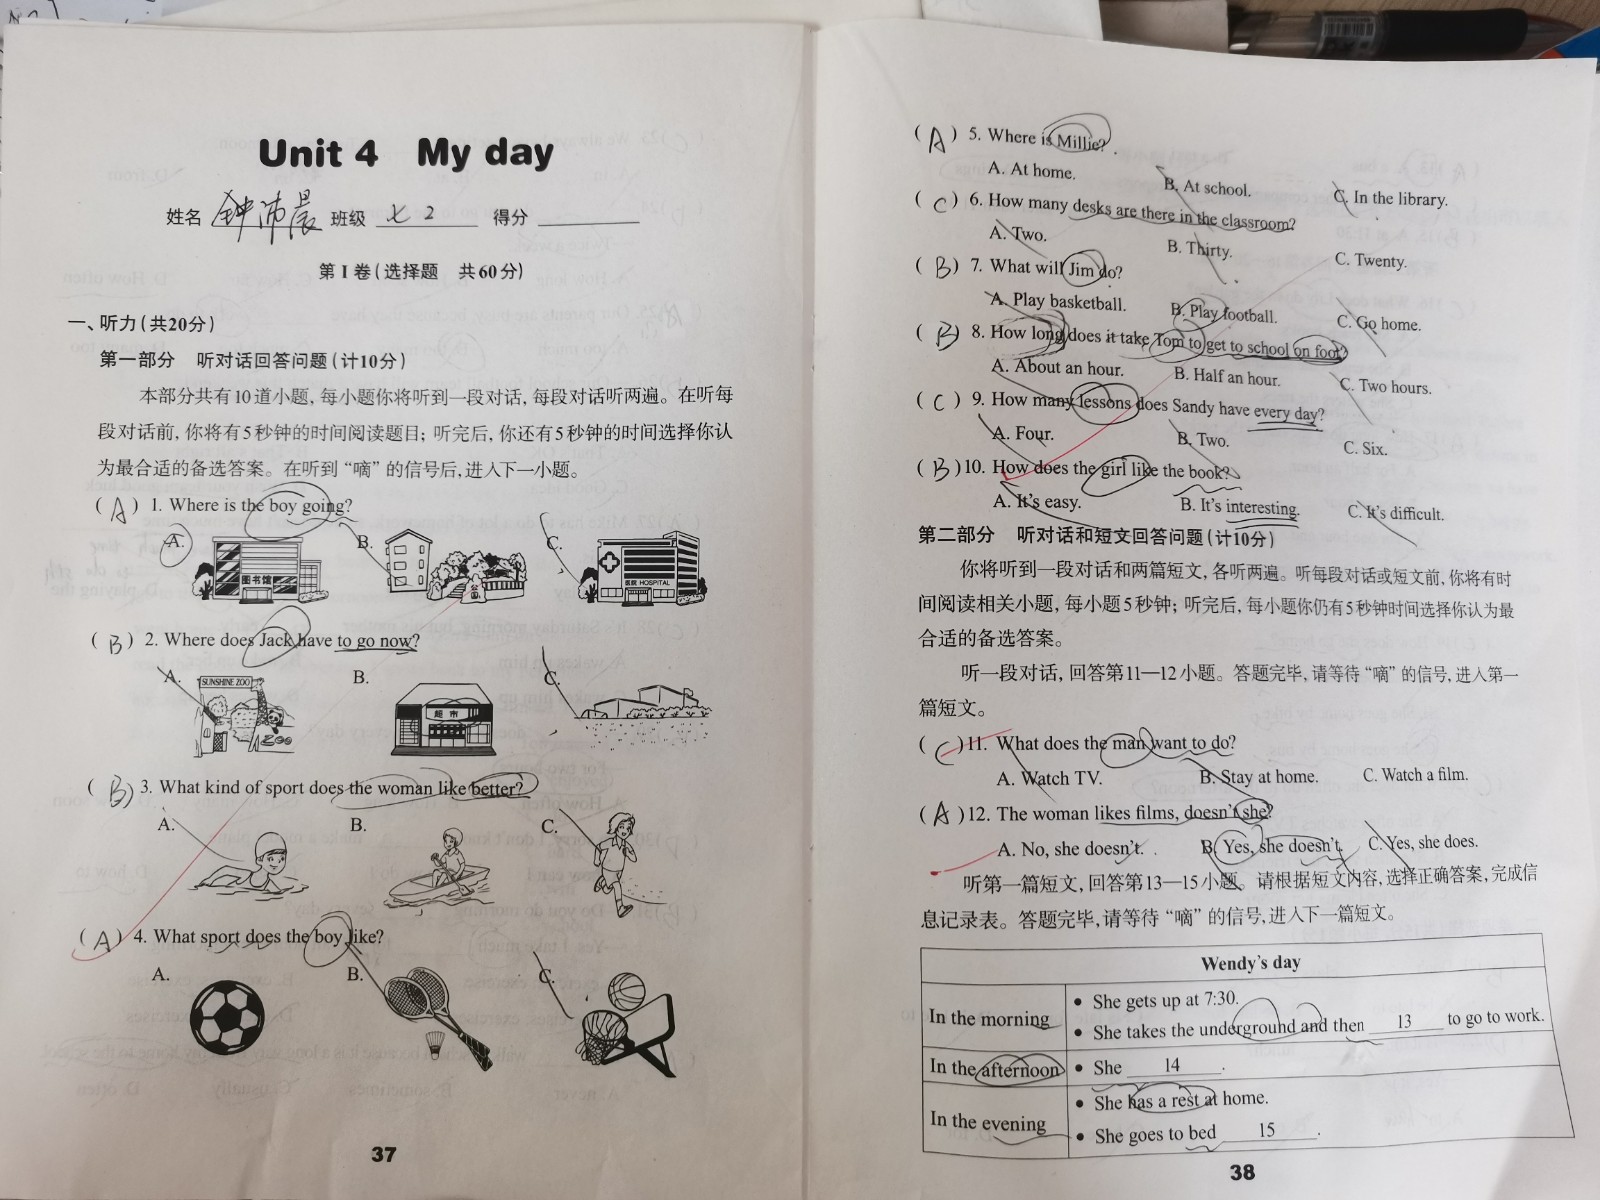 Unit 4 My day
姓名 钟沛晨 班级 七 2 得分
第Ⅰ卷(选择题 共60分)
一、听力(共20分)
第一部分 听对话回答问题(计10分)
本部分共有10道小题,每小题你将听到一段对话,每段对话听两遍。在听每
段对话前,你将有5秒钟的时间阅读题目;听完后,你还有5秒钟的时间选择你认
为最合适的备选答案。在听到“嘀”的信号后,进入下一小题。
( A ) 1. Where is the boy going?
A. B. C.
图书馆 公园 医院 HOSPITAL
( B ) 2. Where does Jack have to go now?
A. B. C.
SUNSHINE ZOO ZOO 超市
( B ) 3. What kind of sport does the woman like better?
A. B. C.
( A ) 4. What sport does the boy like?
A. B. C.
37
( A ) 5. Where is Millie?
A. At home. B. At school. C. In the library.
( C ) 6. How many desks are there in the classroom?
A. Two. B. Thirty. C. Twenty.
( B ) 7. What will Jim do?
A. Play basketball. B. Play football. C. Go home.
( B ) 8. How long does it take Tom to get to school on foot?
A. About an hour. B. Half an hour. C. Two hours.
( C ) 9. How many lessons does Sandy have every day?
A. Four. B. Two. C. Six.
( B ) 10. How does the girl like the book?
A. It's easy. B. It's interesting. C. It's difficult.
第二部分 听对话和短文回答问题(计10分)
你将听到一段对话和两篇短文,各听两遍。听每段对话或短文前,你将有时
间阅读相关小题,每小题5秒钟;听完后,每小题你仍有5秒钟时间选择你认为最
合适的备选答案。
听一段对话,回答第11—12小题。答题完毕,请等待“嘀”的信号,进入第一
篇短文。
( C ) 11. What does the man want to do?
A. Watch TV. B. Stay at home. C. Watch a film.
( A ) 12. The woman likes films, doesn't she?
A. No, she doesn't. B. Yes, she doesn't. C. Yes, she does.
听第一篇短文,回答第13—15小题。请根据短文内容,选择正确答案,完成信
息记录表。答题完毕,请等待“嘀”的信号,进入下一篇短文。
Wendy's day
In the morning
• She gets up at 7:30.
• She takes the underground and then 13 to go to work.
In the afternoon • She 14 .
In the evening
• She has a rest at home.
• She goes to bed 15 .
38